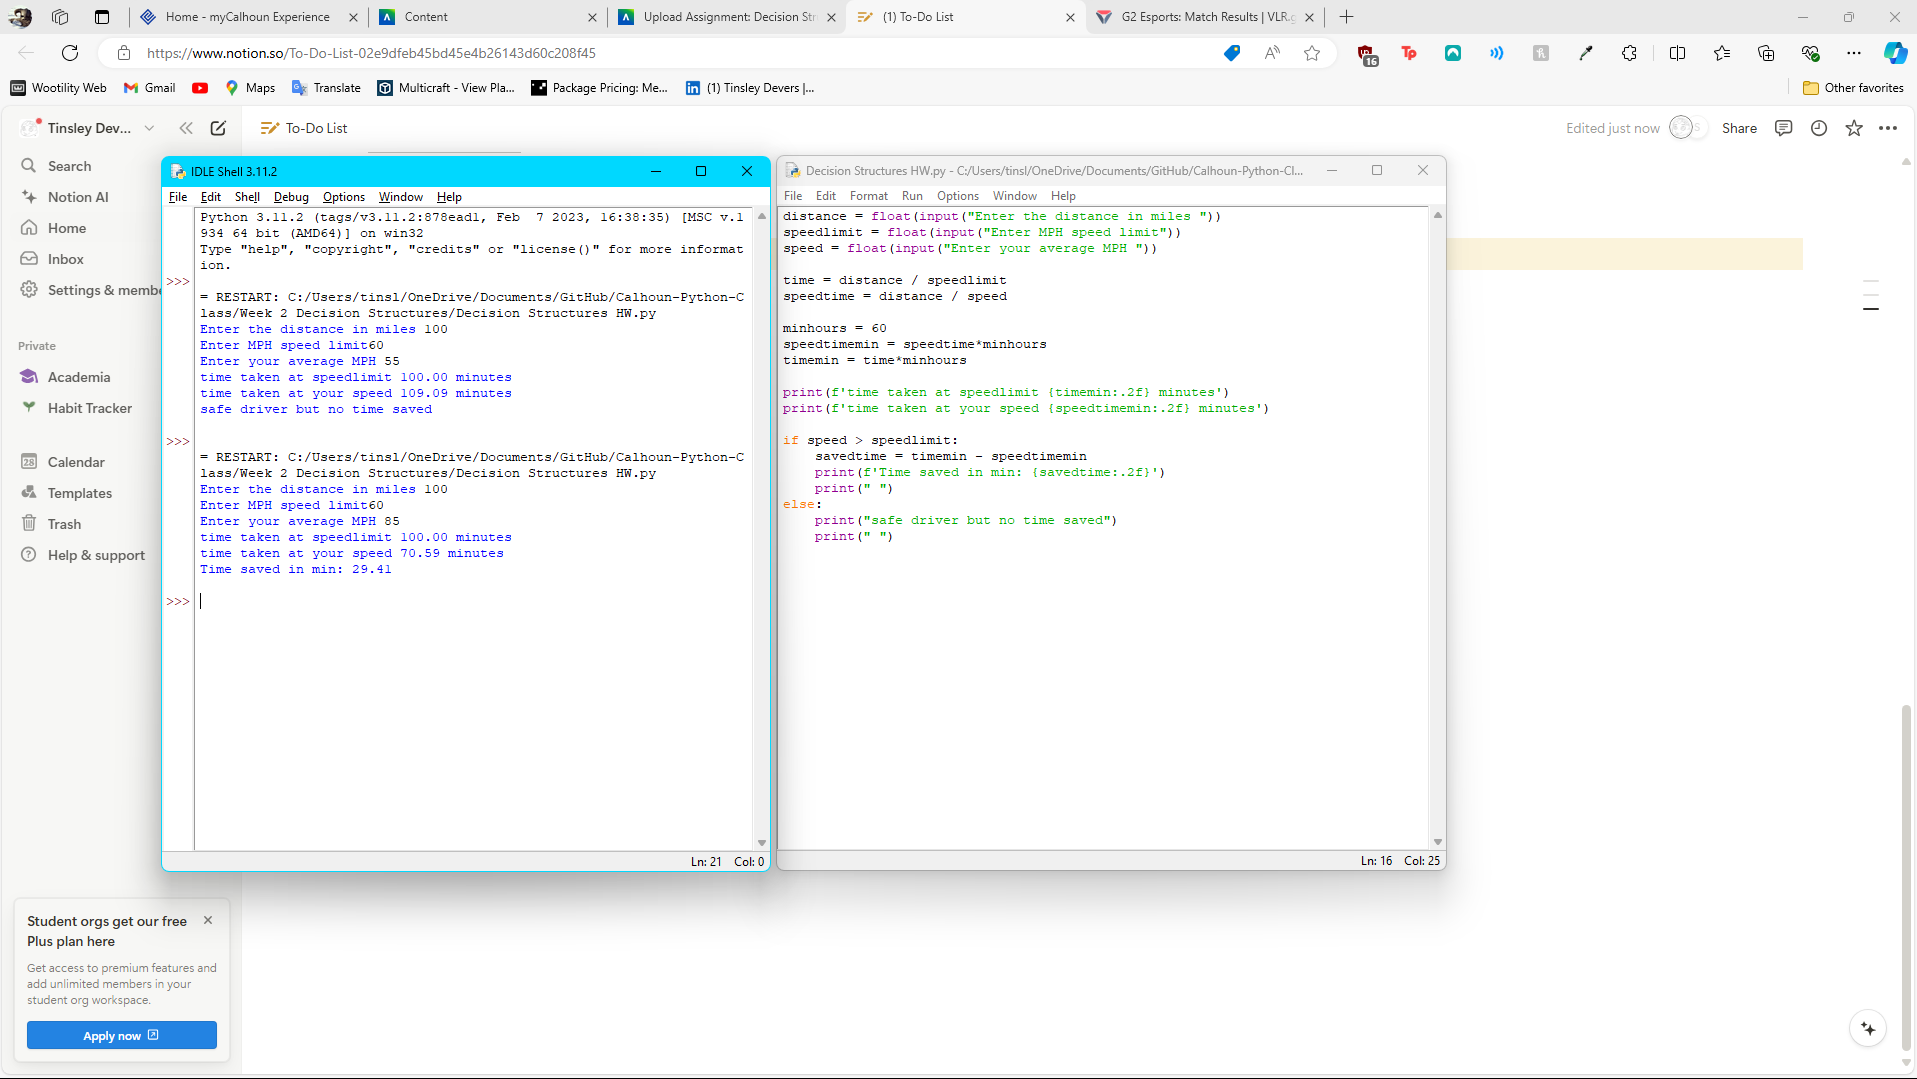 Home - myCalhoun Experience
Content
Upload Assignment: Decision Str
(1) To-Do List
G2 Esports: Match Results | VLR.g
https://www.notion.so/To-Do-List-02e9dfeb45bd45e4b26143d60c208f45
16
Wootility Web
Gmail
Maps
Translate
Multicraft - View Pla...
Package Pricing: Me...
(1) Tinsley Devers |...
Other favorites
Tinsley Dev...
To-Do List
Edited just now
Share
Search
Notion AI
Home
Inbox
Settings & membe
Private
Academia
Habit Tracker
Calendar
Templates
Trash
Help & support
Student orgs get our free
Plus plan here
Get access to premium features and
add unlimited members in your
student org workspace.
Apply now
IDLE Shell 3.11.2
File Edit Shell Debug Options Window Help
Python 3.11.2 (tags/v3.11.2:878ead1, Feb  7 2023, 16:38:35) [MSC v.1
934 64 bit (AMD64)] on win32
Type "help", "copyright", "credits" or "license()" for more informat
ion.
>>>
= RESTART: C:/Users/tinsl/OneDrive/Documents/GitHub/Calhoun-Python-C
lass/Week 2 Decision Structures/Decision Structures HW.py
Enter the distance in miles 100
Enter MPH speed limit60
Enter your average MPH 55
time taken at speedlimit 100.00 minutes
time taken at your speed 109.09 minutes
safe driver but no time saved
>>>
= RESTART: C:/Users/tinsl/OneDrive/Documents/GitHub/Calhoun-Python-C
lass/Week 2 Decision Structures/Decision Structures HW.py
Enter the distance in miles 100
Enter MPH speed limit60
Enter your average MPH 85
time taken at speedlimit 100.00 minutes
time taken at your speed 70.59 minutes
Time saved in min: 29.41
>>>
Ln: 21 Col: 0
Decision Structures HW.py - C:/Users/tinsl/OneDrive/Documents/GitHub/Calhoun-Python-Cl...
File Edit Format Run Options Window Help
distance = float(input("Enter the distance in miles "))
speedlimit = float(input("Enter MPH speed limit"))
speed = float(input("Enter your average MPH "))
time = distance / speedlimit
speedtime = distance / speed
minhours = 60
speedtimemin = speedtime*minhours
timemin = time*minhours
print(f'time taken at speedlimit {timemin:.2f} minutes')
print(f'time taken at your speed {speedtimemin:.2f} minutes')
if speed > speedlimit:
    savedtime = timemin - speedtimemin
    print(f'Time saved in min: {savedtime:.2f}')
    print(" ")
else:
    print("safe driver but no time saved")
    print(" ")
Ln: 16 Col: 25